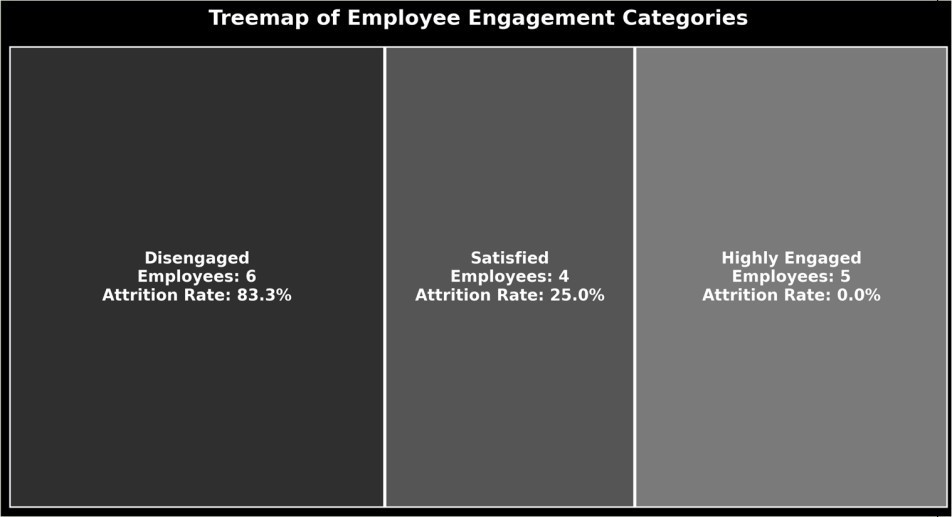 Treemap of Employee Engagement Categories
Disengaged
Employees: 6
Attrition Rate: 83.3%
Satisfied
Employees: 4
Attrition Rate: 25.0%
Highly Engaged
Employees: 5
Attrition Rate: 0.0%